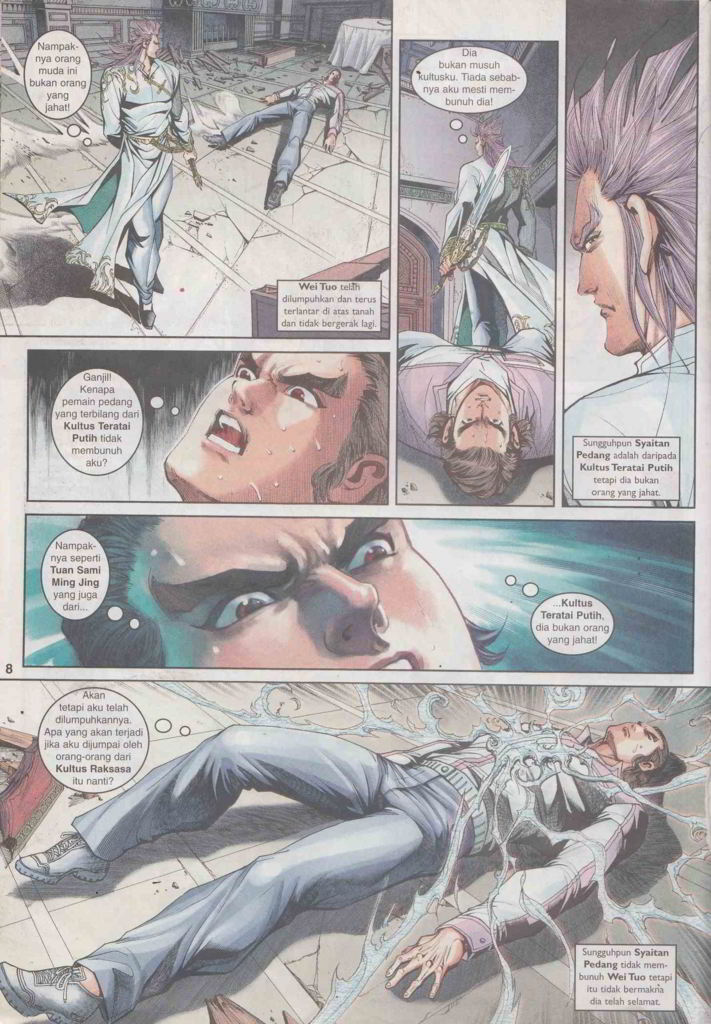 Nampak-
nya orang
muda ini
bukan orang
yang
jahat!
Wei Tuo telah
dilumpuhkan dan terus
terlantar di atas tanah
dan tidak bergerak lagi.
Dia
bukan musuh
kultusku. Tiada sebab-
nya aku mesti mem-
bunuh dia!
Sungguhpun Syaitan
Pedang adalah daripada
Kultus Teratai Putih
tetapi dia bukan
orang yang jahat.
Ganjil!
Kenapa
pemain pedang
yang terbilang dari
Kultus Teratai
Putih tidak
membunuh
aku?
Nampak-
nya seperti
Tuan Sami
Ming Jing
yang juga
dari...
...Kultus
Teratai Putih,
dia bukan orang
yang jahat!
8
Akan
tetapi aku telah
dilumpuhkannya.
Apa yang akan terjadi
jika aku dijumpai oleh
orang-orang dari
Kultus Raksasa
itu nanti?
Sungguhpun Syaitan
Pedang tidak mem-
bunuh Wei Tuo tetapi
itu tidak bermakna
dia telah selamat.